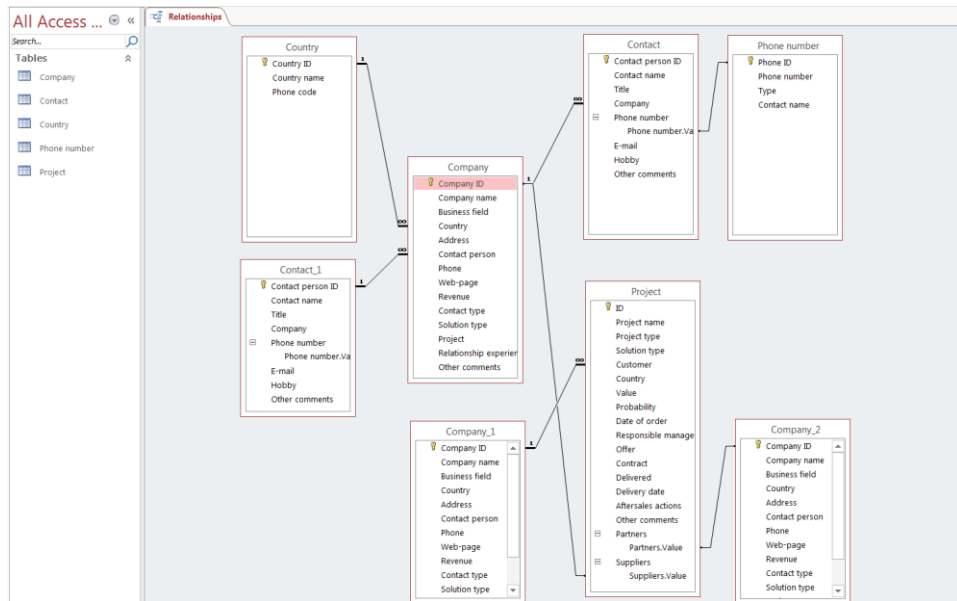 All Access ...
Search...
Tables
Company
Contact
Country
Phone number
Project
Relationships
Country
Country ID
Country name
Phone code
Contact
Contact person ID
Contact name
Title
Company
Phone number
Phone number.Va
E-mail
Hobby
Other comments
Phone number
Phone ID
Phone number
Type
Contact name
Company
Company ID
Company name
Business field
Country
Address
Contact person
Phone
Web-page
Revenue
Contact type
Solution type
Project
Relationship experier
Other comments
Contact_1
Contact person ID
Contact name
Title
Company
Phone number
Phone number.Va
E-mail
Hobby
Other comments
Project
ID
Project name
Project type
Solution type
Customer
Country
Value
Probability
Date of order
Responsible manage
Offer
Contract
Delivered
Delivery date
Aftersales actions
Other comments
Partners
Partners.Value
Suppliers
Suppliers.Value
Company_1
Company ID
Company name
Business field
Country
Address
Contact person
Phone
Web-page
Revenue
Contact type
Solution type
Company_2
Company ID
Company name
Business field
Country
Address
Contact person
Phone
Web-page
Revenue
Contact type
Solution type
1
∞
1
∞
1
∞
1
∞